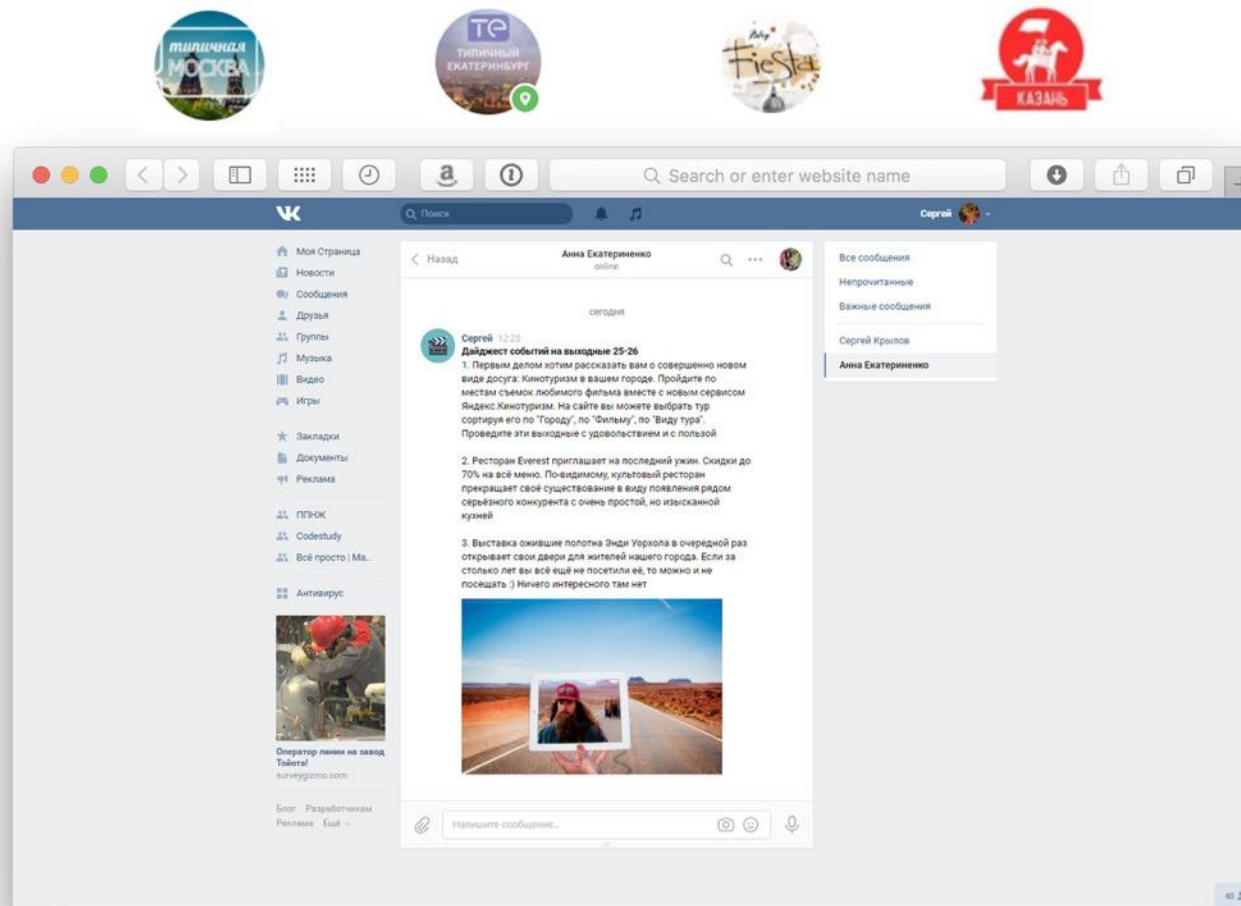 типичная
МОСКВА
ТЕ
ТИПИЧНЫЙ
ЕКАТЕРИНБУРГ
Fiesta
КАЗАНЬ
Search or enter website name
Поиск
Сергей
Моя Страница
Новости
Сообщения
Друзья
Группы
Музыка
Видео
Игры
Закладки
Документы
Реклама
ППНЖ
Codestudy
Всё просто | Ма..
Антивирус
Оператор линии на завод
Тойота!
surveygizmo.com
Блог Разработчикам
Реклама Ещё
Назад
Анна Екатериненко
online
сегодня
Сергей 12:25
Дайджест событий на выходные 25-26
1. Первым делом хотим рассказать вам о совершенно новом
виде досуга: Кинотуризм в вашем городе. Пройдите по
местам съемок любимого фильма вместе с новым сервисом
Яндекс.Кинотуризм. На сайте вы можете выбрать тур
сортируя его по "Городу", по "Фильму", по "Виду тура".
Проведите эти выходные с удовольствием и с пользой
2. Ресторан Everest приглашает на последний ужин. Скидки до
70% на всё меню. По-видимому, культовый ресторан
прекращает своё существование в виду появления рядом
серьёзного конкурента с очень простой, но изысканной
кухней
3. Выставка ожившие полотна Энди Уорхола в очередной раз
открывает свои двери для жителей нашего города. Если за
столько лет вы всё ещё не посетили её, то можно и не
посещать :) Ничего интересного там нет
Напишите сообщение..
Все сообщения
Непрочитанные
Важные сообщения
Сергей Крылов
Анна Екатериненко